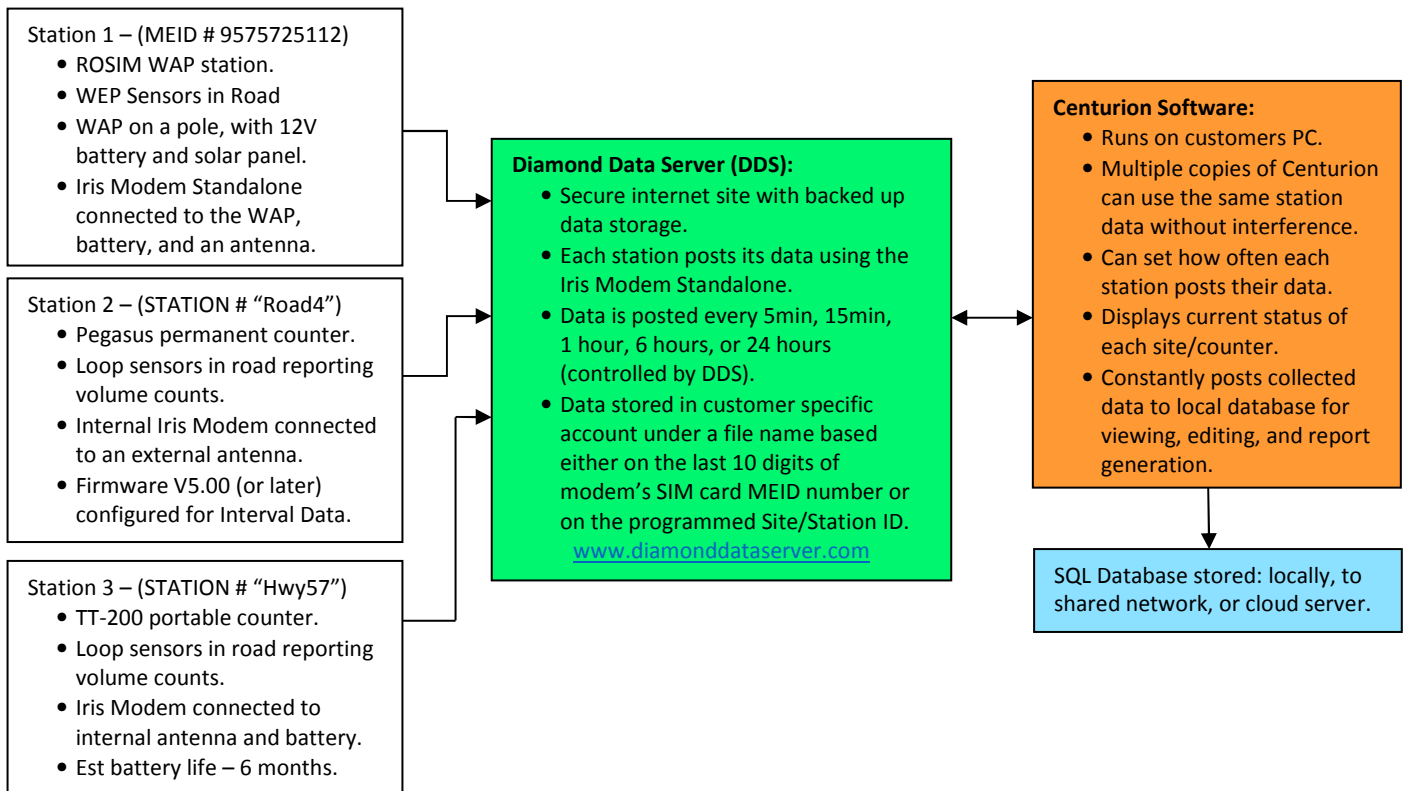 Station 1 – (MEID # 9575725112)
• ROSIM WAP station.
• WEP Sensors in Road
• WAP on a pole, with 12V
battery and solar panel.
• Iris Modem Standalone
connected to the WAP,
battery, and an antenna.
Station 2 – (STATION # “Road4”)
• Pegasus permanent counter.
• Loop sensors in road reporting
volume counts.
• Internal Iris Modem connected
to an external antenna.
• Firmware V5.00 (or later)
configured for Interval Data.
Station 3 – (STATION # “Hwy57”)
• TT-200 portable counter.
• Loop sensors in road reporting
volume counts.
• Iris Modem connected to
internal antenna and battery.
• Est battery life – 6 months.
Diamond Data Server (DDS):
• Secure internet site with backed up
data storage.
• Each station posts its data using the
Iris Modem Standalone.
• Data is posted every 5min, 15min,
1 hour, 6 hours, or 24 hours
(controlled by DDS).
• Data stored in customer specific
account under a file name based
either on the last 10 digits of
modem’s SIM card MEID number or
on the programmed Site/Station ID.
www.diamonddataserver.com
Centurion Software:
• Runs on customers PC.
• Multiple copies of Centurion
can use the same station
data without interference.
• Can set how often each
station posts their data.
• Displays current status of
each site/counter.
• Constantly posts collected
data to local database for
viewing, editing, and report
generation.
SQL Database stored: locally, to
shared network, or cloud server.